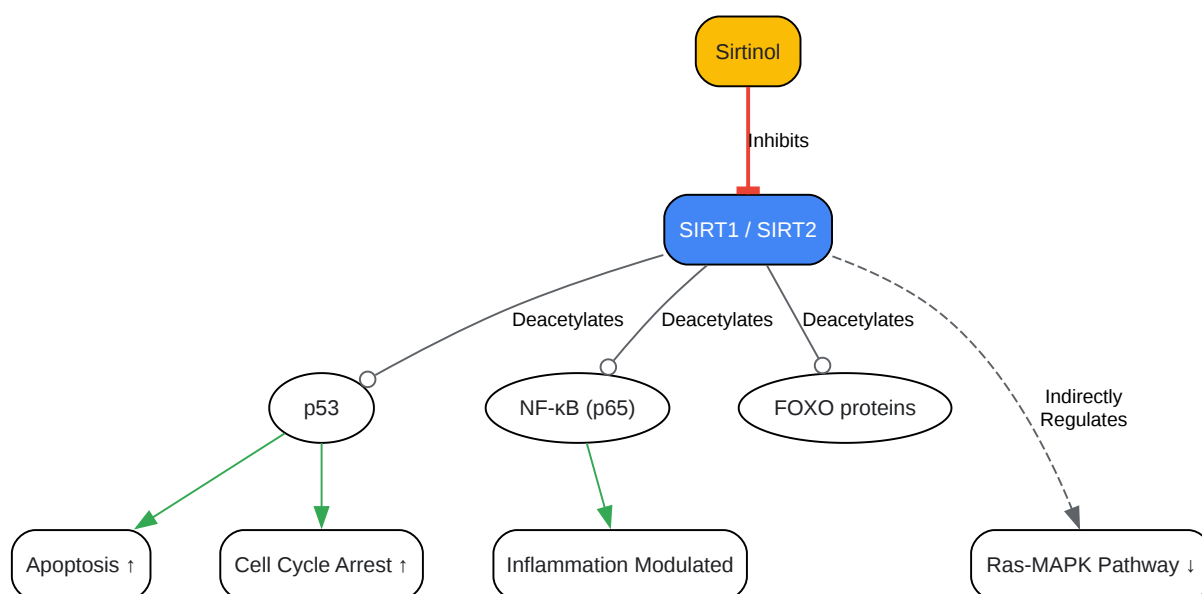 Sirtinol
Inhibits
SIRT1 / SIRT2
Deacetylates
Deacetylates
Deacetylates
Indirectly
Regulates
p53
NF-κB (p65)
FOXO proteins
Apoptosis ↑
Cell Cycle Arrest ↑
Inflammation Modulated
Ras-MAPK Pathway ↓